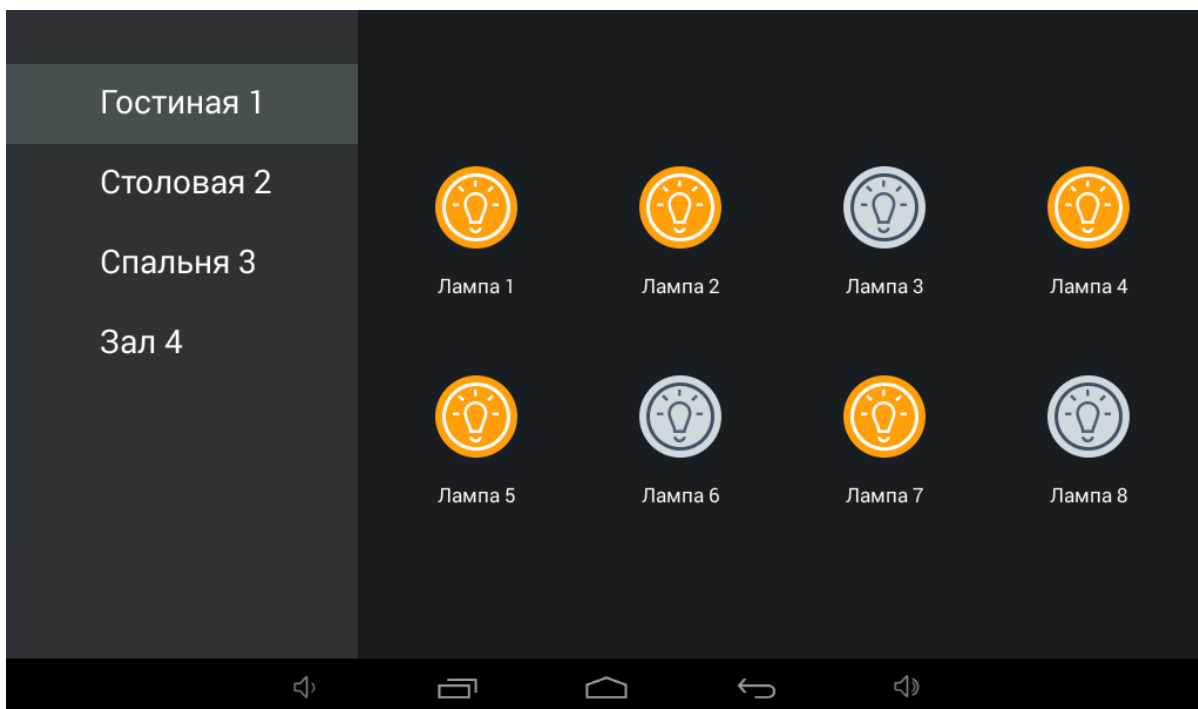 Гостиная 1
Столовая 2
Спальня 3
Зал 4
Лампа 1 Лампа 2 Лампа 3 Лампа 4
Лампа 5 Лампа 6 Лампа 7 Лампа 8